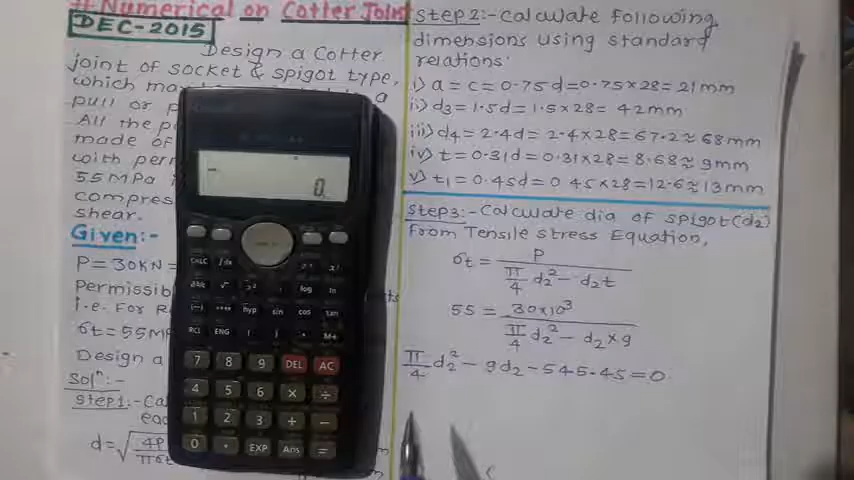 # Numerical on Cotter Joint
DEC-2015
Design a Cotter
joint of socket & spigot type,
which ma a
pull or p
All the p
made of
with per
55MPa i
compres
shear.
Given:-
P=30KN=
Permissib ts
i.e. For R
σt=55M
Design a
Solⁿ:-
Step1:-Ca
ea
d=√4P
πσt
Step2:-Calculate following
dimensions using standard
relations:
i) a=c=0.75d=0.75×28=21mm
ii) d3=1.5d=1.5×28=42mm
iii) d4=2.4d=2.4×28=67.2≈68mm
iv) t=0.31d=0.31×28=8.68≈9mm
v) t1=0.45d=0.45×28=12.6≈13mm
Step3:-Calculate dia of spigot(d2)
From Tensile stress Equation,
σt = P
π/4 d2² - d2t
55 = 30×10³
π/4 d2² - d2×9
π/4 d2² - 9d2 - 545.45=0
0.
CALC ∫dx
log ln
hyp sin cos tan
RCL ENG M+
7 8 9 DEL AC
4 5 6 × ÷
1 2 3 + −
0 . EXP Ans =